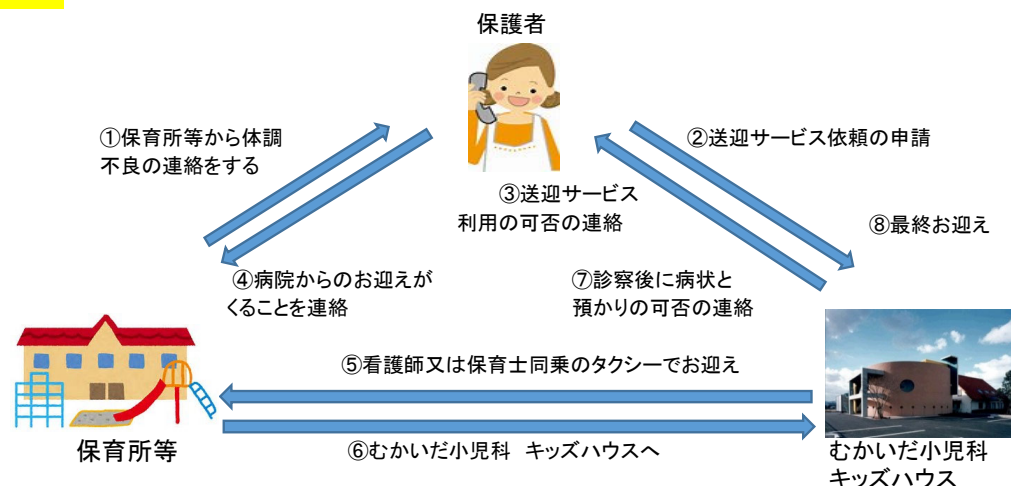 保護者
①保育所等から体調
不良の連絡をする
②送迎サービス依頼の申請
③送迎サービス
利用の可否の連絡
⑧最終お迎え
④病院からのお迎えが
くることを連絡
⑦診察後に病状と
預かりの可否の連絡
⑤看護師又は保育士同乗のタクシーでお迎え
⑥むかいだ小児科　キッズハウスへ
保育所等
むかいだ小児科
キッズハウス